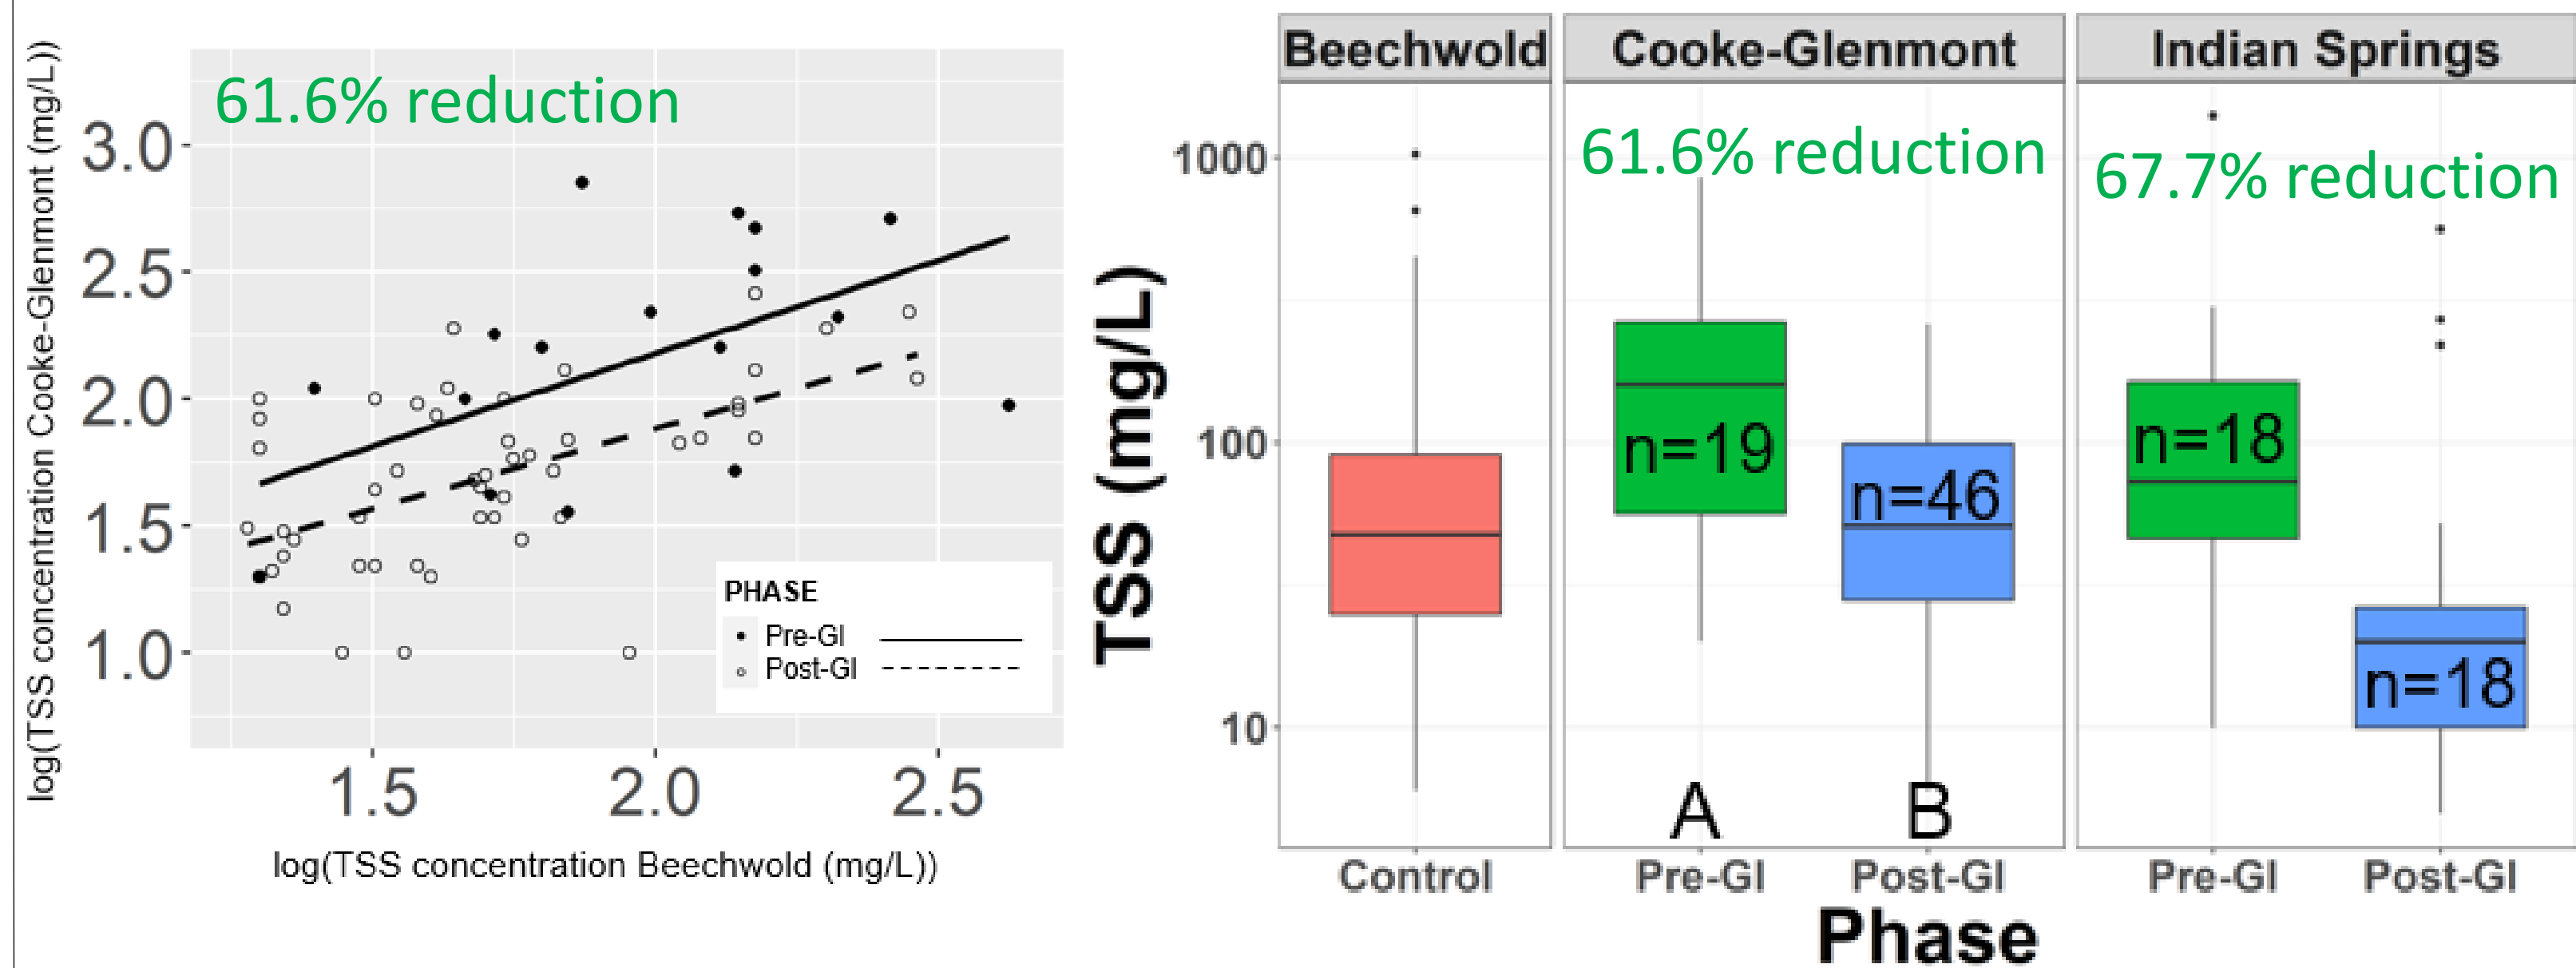 61.6% reduction
log(TSS concentration Cooke-Glenmont (mg/L))
3.0
2.5
2.0
1.5
1.0
PHASE
Pre-GI
Post-GI
1.5 2.0 2.5
log(TSS concentration Beechwold (mg/L))
Beechwold Cooke-Glenmont Indian Springs
61.6% reduction
67.7% reduction
TSS (mg/L)
1000
100
10
n=19
n=46
n=18
n=18
A B
Control Pre-GI Post-GI Pre-GI Post-GI
Phase